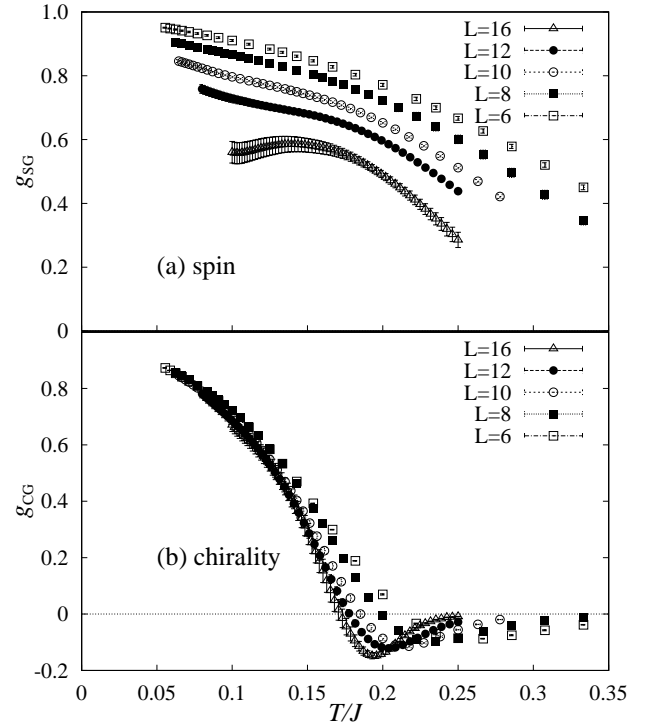 1.0
0.8
0.6
0.4
0.2
0
g_SG
L=16
L=12
L=10
L=8
L=6
(a) spin
0.8
0.6
0.4
0.2
0
-0.2
g_CG
L=16
L=12
L=10
L=8
L=6
(b) chirality
0 0.05 0.1 0.15 0.2 0.25 0.3 0.35
T/J